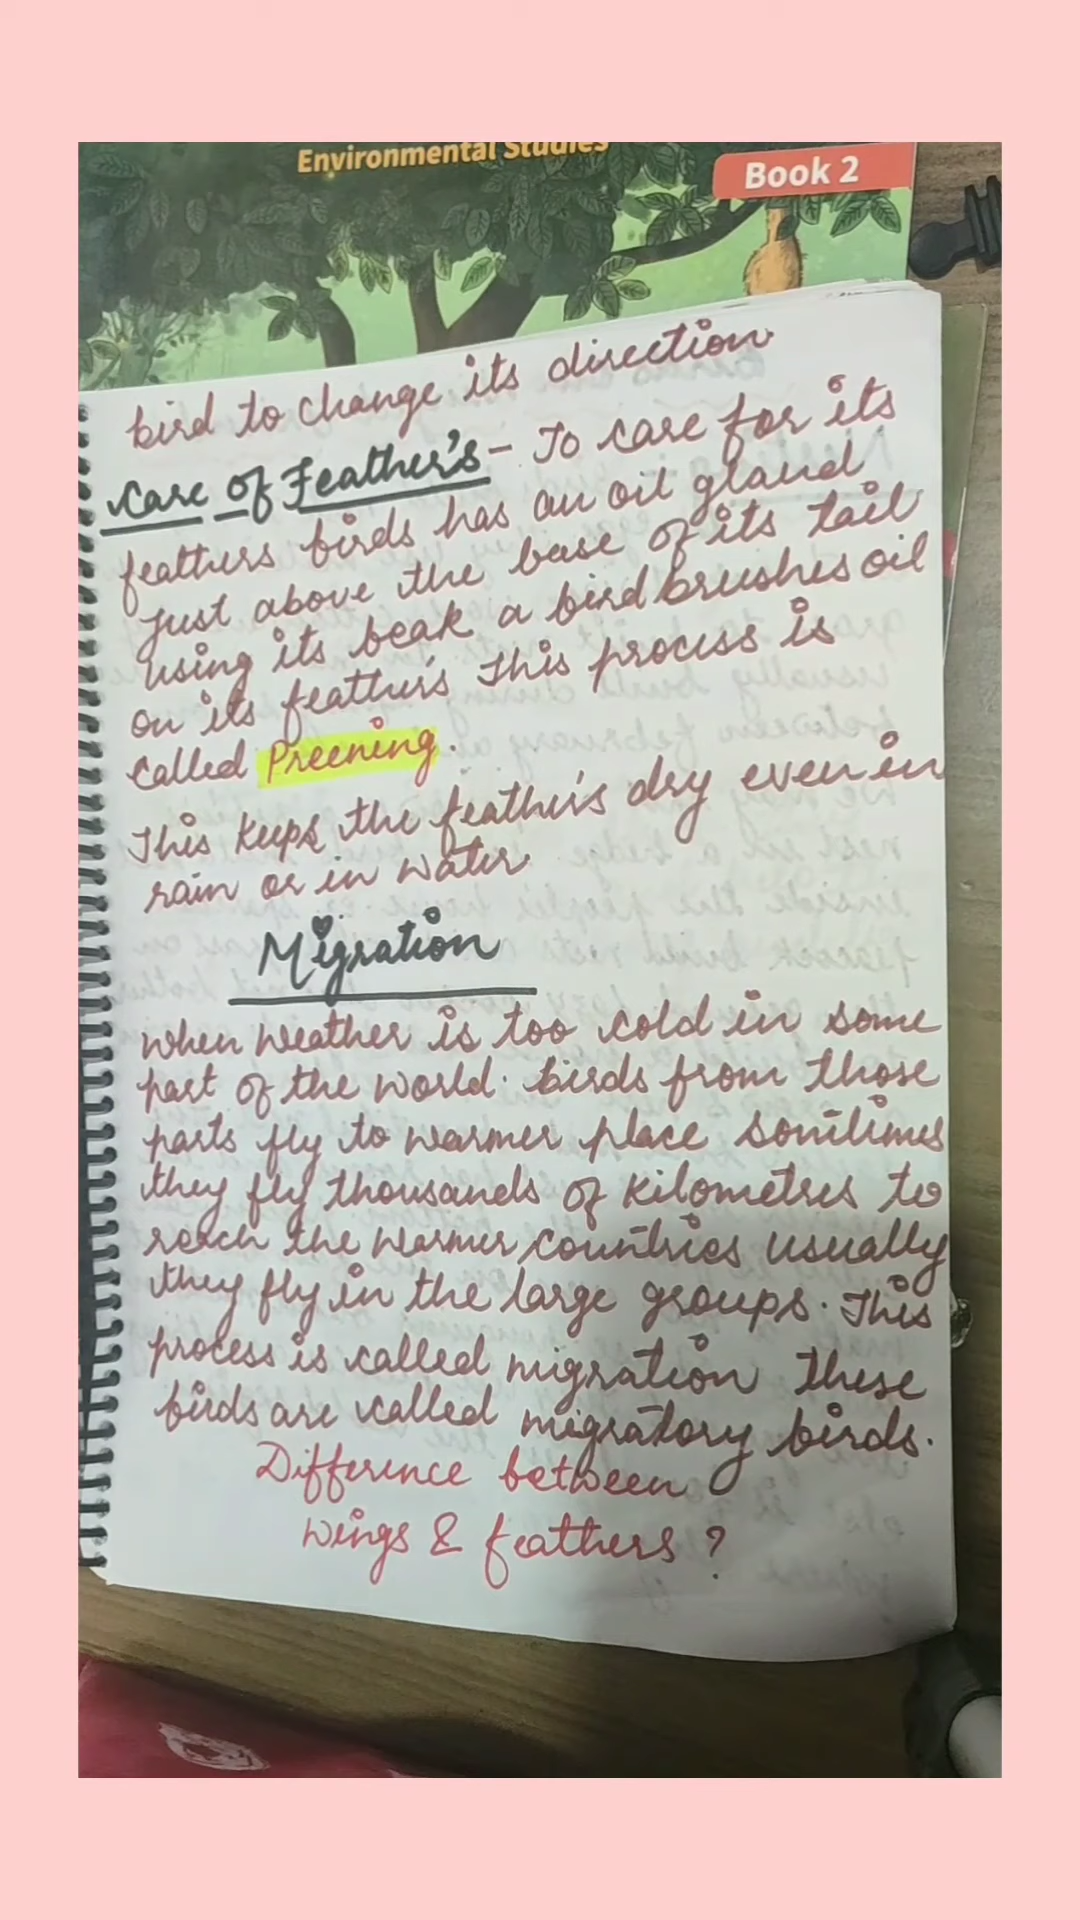 Environmental Studies
Book 2
bird to change its direction
Care of Feather's - To care for its
feathers birds has an oil gland
just above the base of its tail
using its beak a bird brushes oil
on its feather's This process is
called Preening.
This keeps the feather's dry even in
rain or in water
Migration
when weather is too cold in some
part of the world. birds from those
parts fly to warmer place sometimes
they fly thousands of kilometres to
reach the warmer countries usually
they fly in the large groups. This
process is called migration These
birds are called migratory birds.
Difference between
wings & feathers ?